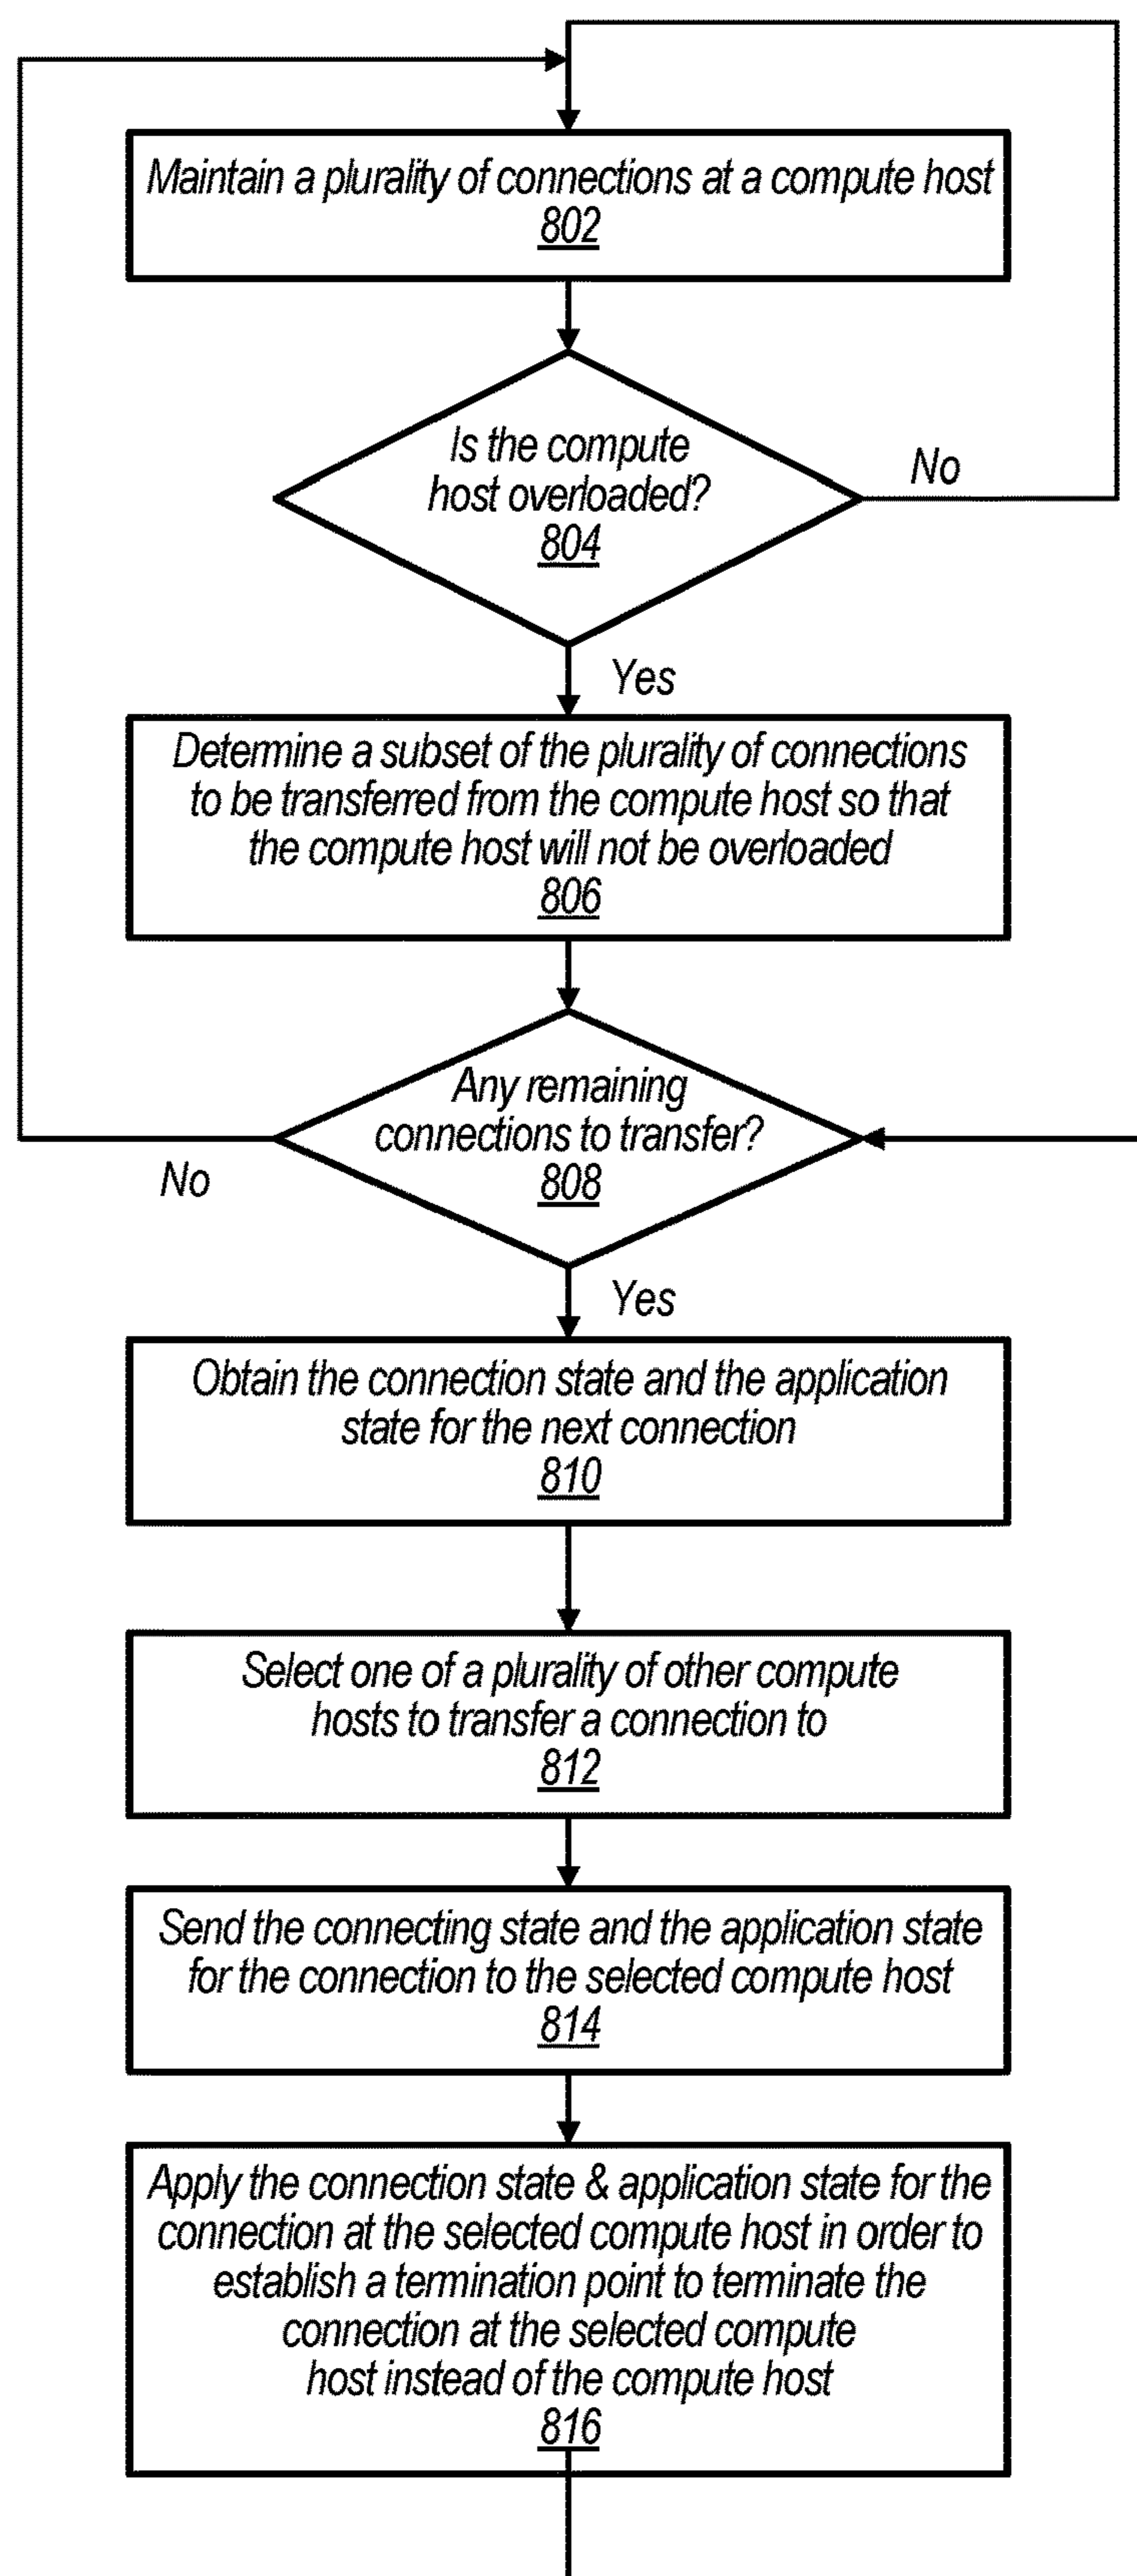 Maintain a plurality of connections at a compute host
802
Is the compute
host overloaded?
804
No
Yes
Determine a subset of the plurality of connections
to be transferred from the compute host so that
the compute host will not be overloaded
806
Any remaining
connections to transfer?
808
No
Yes
Obtain the connection state and the application
state for the next connection
810
Select one of a plurality of other compute
hosts to transfer a connection to
812
Send the connecting state and the application state
for the connection to the selected compute host
814
Apply the connection state & application state for the
connection at the selected compute host in order to
establish a termination point to terminate the
connection at the selected compute
host instead of the compute host
816